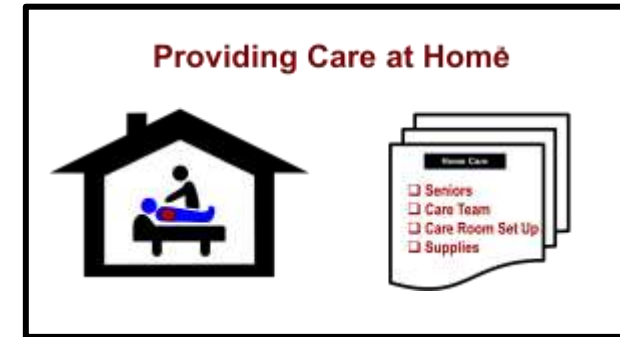 Providing Care at Home
Home Care
❑ Seniors
❑ Care Team
❑ Care Room Set Up
❑ Supplies